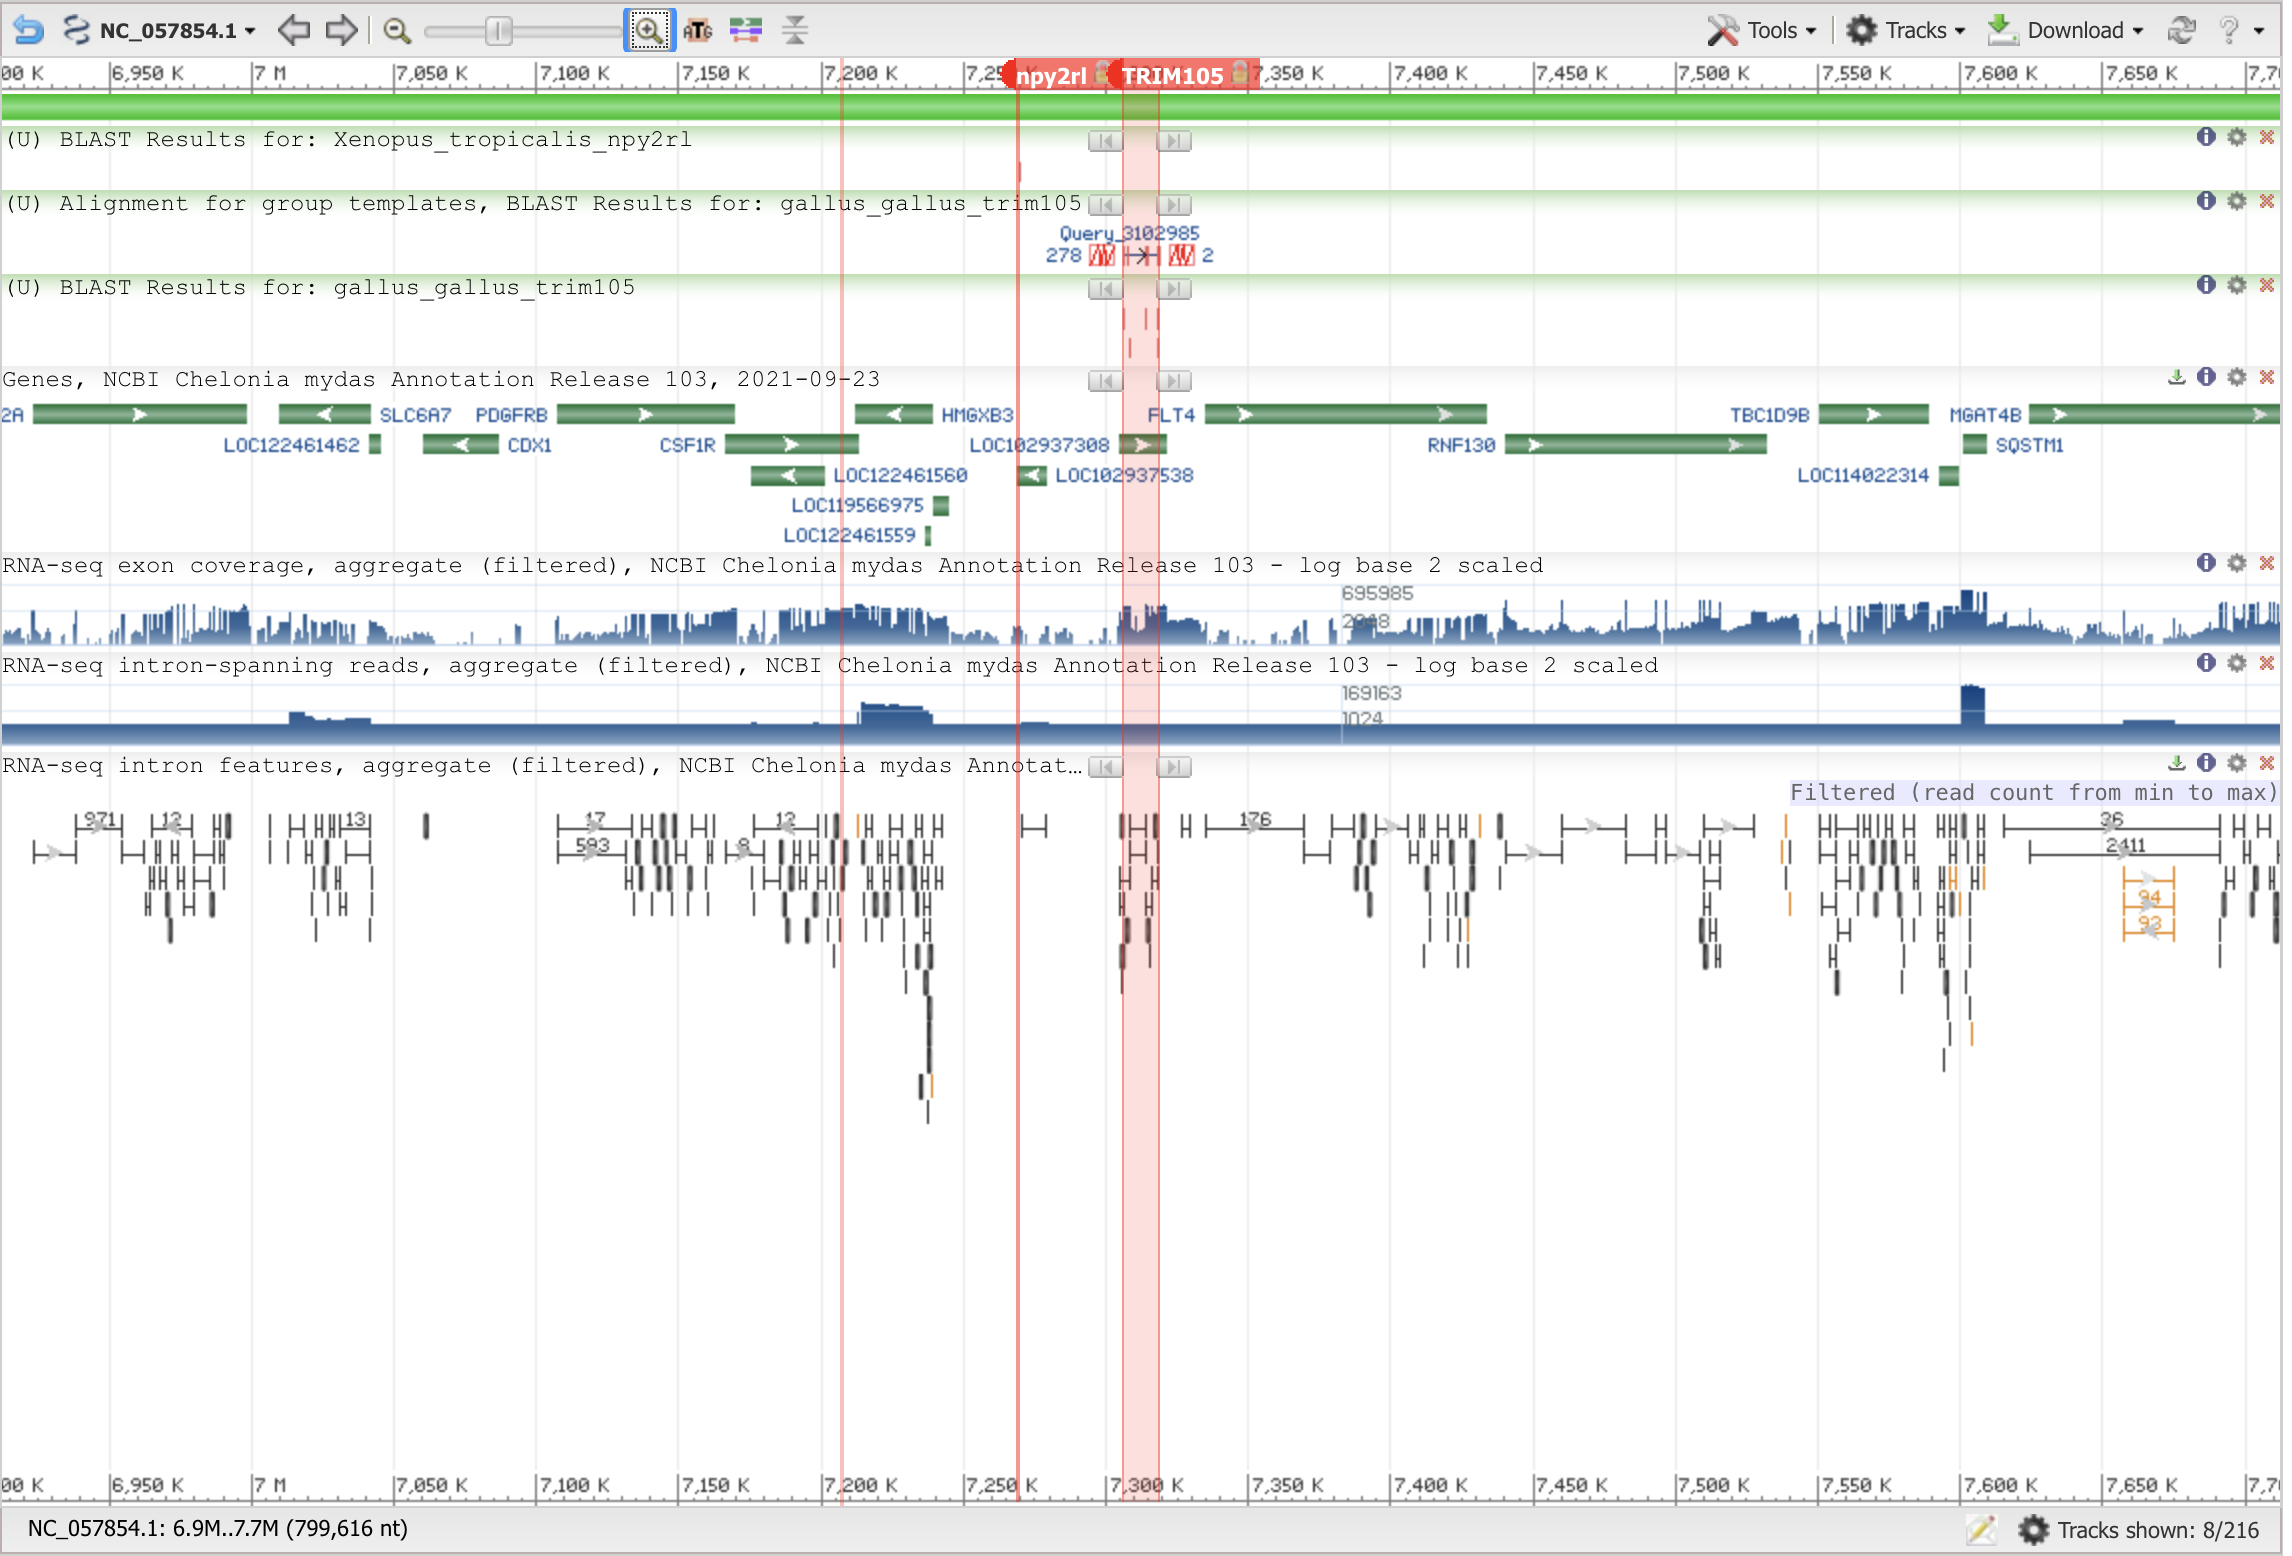 NC_057854.1 Tools Tracks Download ?
00 K 6,950 K 7 M 7,050 K 7,100 K 7,150 K 7,200 K 7,25 npy2rl TRIM105 7,350 K 7,400 K 7,450 K 7,500 K 7,550 K 7,600 K 7,650 K 7,7
(U) BLAST Results for: Xenopus_tropicalis_npy2rl
(U) Alignment for group templates, BLAST Results for: gallus_gallus_trim105
Query_3102985
278 2
(U) BLAST Results for: gallus_gallus_trim105
Genes, NCBI Chelonia mydas Annotation Release 103, 2021-09-23
2A SLC6A7 PDGFRB HMGXB3 FLT4 TBC1D9B MGAT4B
LOC122461462 CDX1 CSF1R LOC102937308 RNF130 SQSTM1
LOC122461560 LOC102937538 LOC114022314
LOC119566975
LOC122461559
RNA-seq exon coverage, aggregate (filtered), NCBI Chelonia mydas Annotation Release 103 - log base 2 scaled
695985
2048
RNA-seq intron-spanning reads, aggregate (filtered), NCBI Chelonia mydas Annotation Release 103 - log base 2 scaled
169163
1024
RNA-seq intron features, aggregate (filtered), NCBI Chelonia mydas Annotat...
Filtered (read count from min to max)
971 12 13 17 12 176 36
593 8 2411
94
93
00 K 6,950 K 7 M 7,050 K 7,100 K 7,150 K 7,200 K 7,250 K 7,300 K 7,350 K 7,400 K 7,450 K 7,500 K 7,550 K 7,600 K 7,650 K 7,7
NC_057854.1: 6.9M..7.7M (799,616 nt) Tracks shown: 8/216